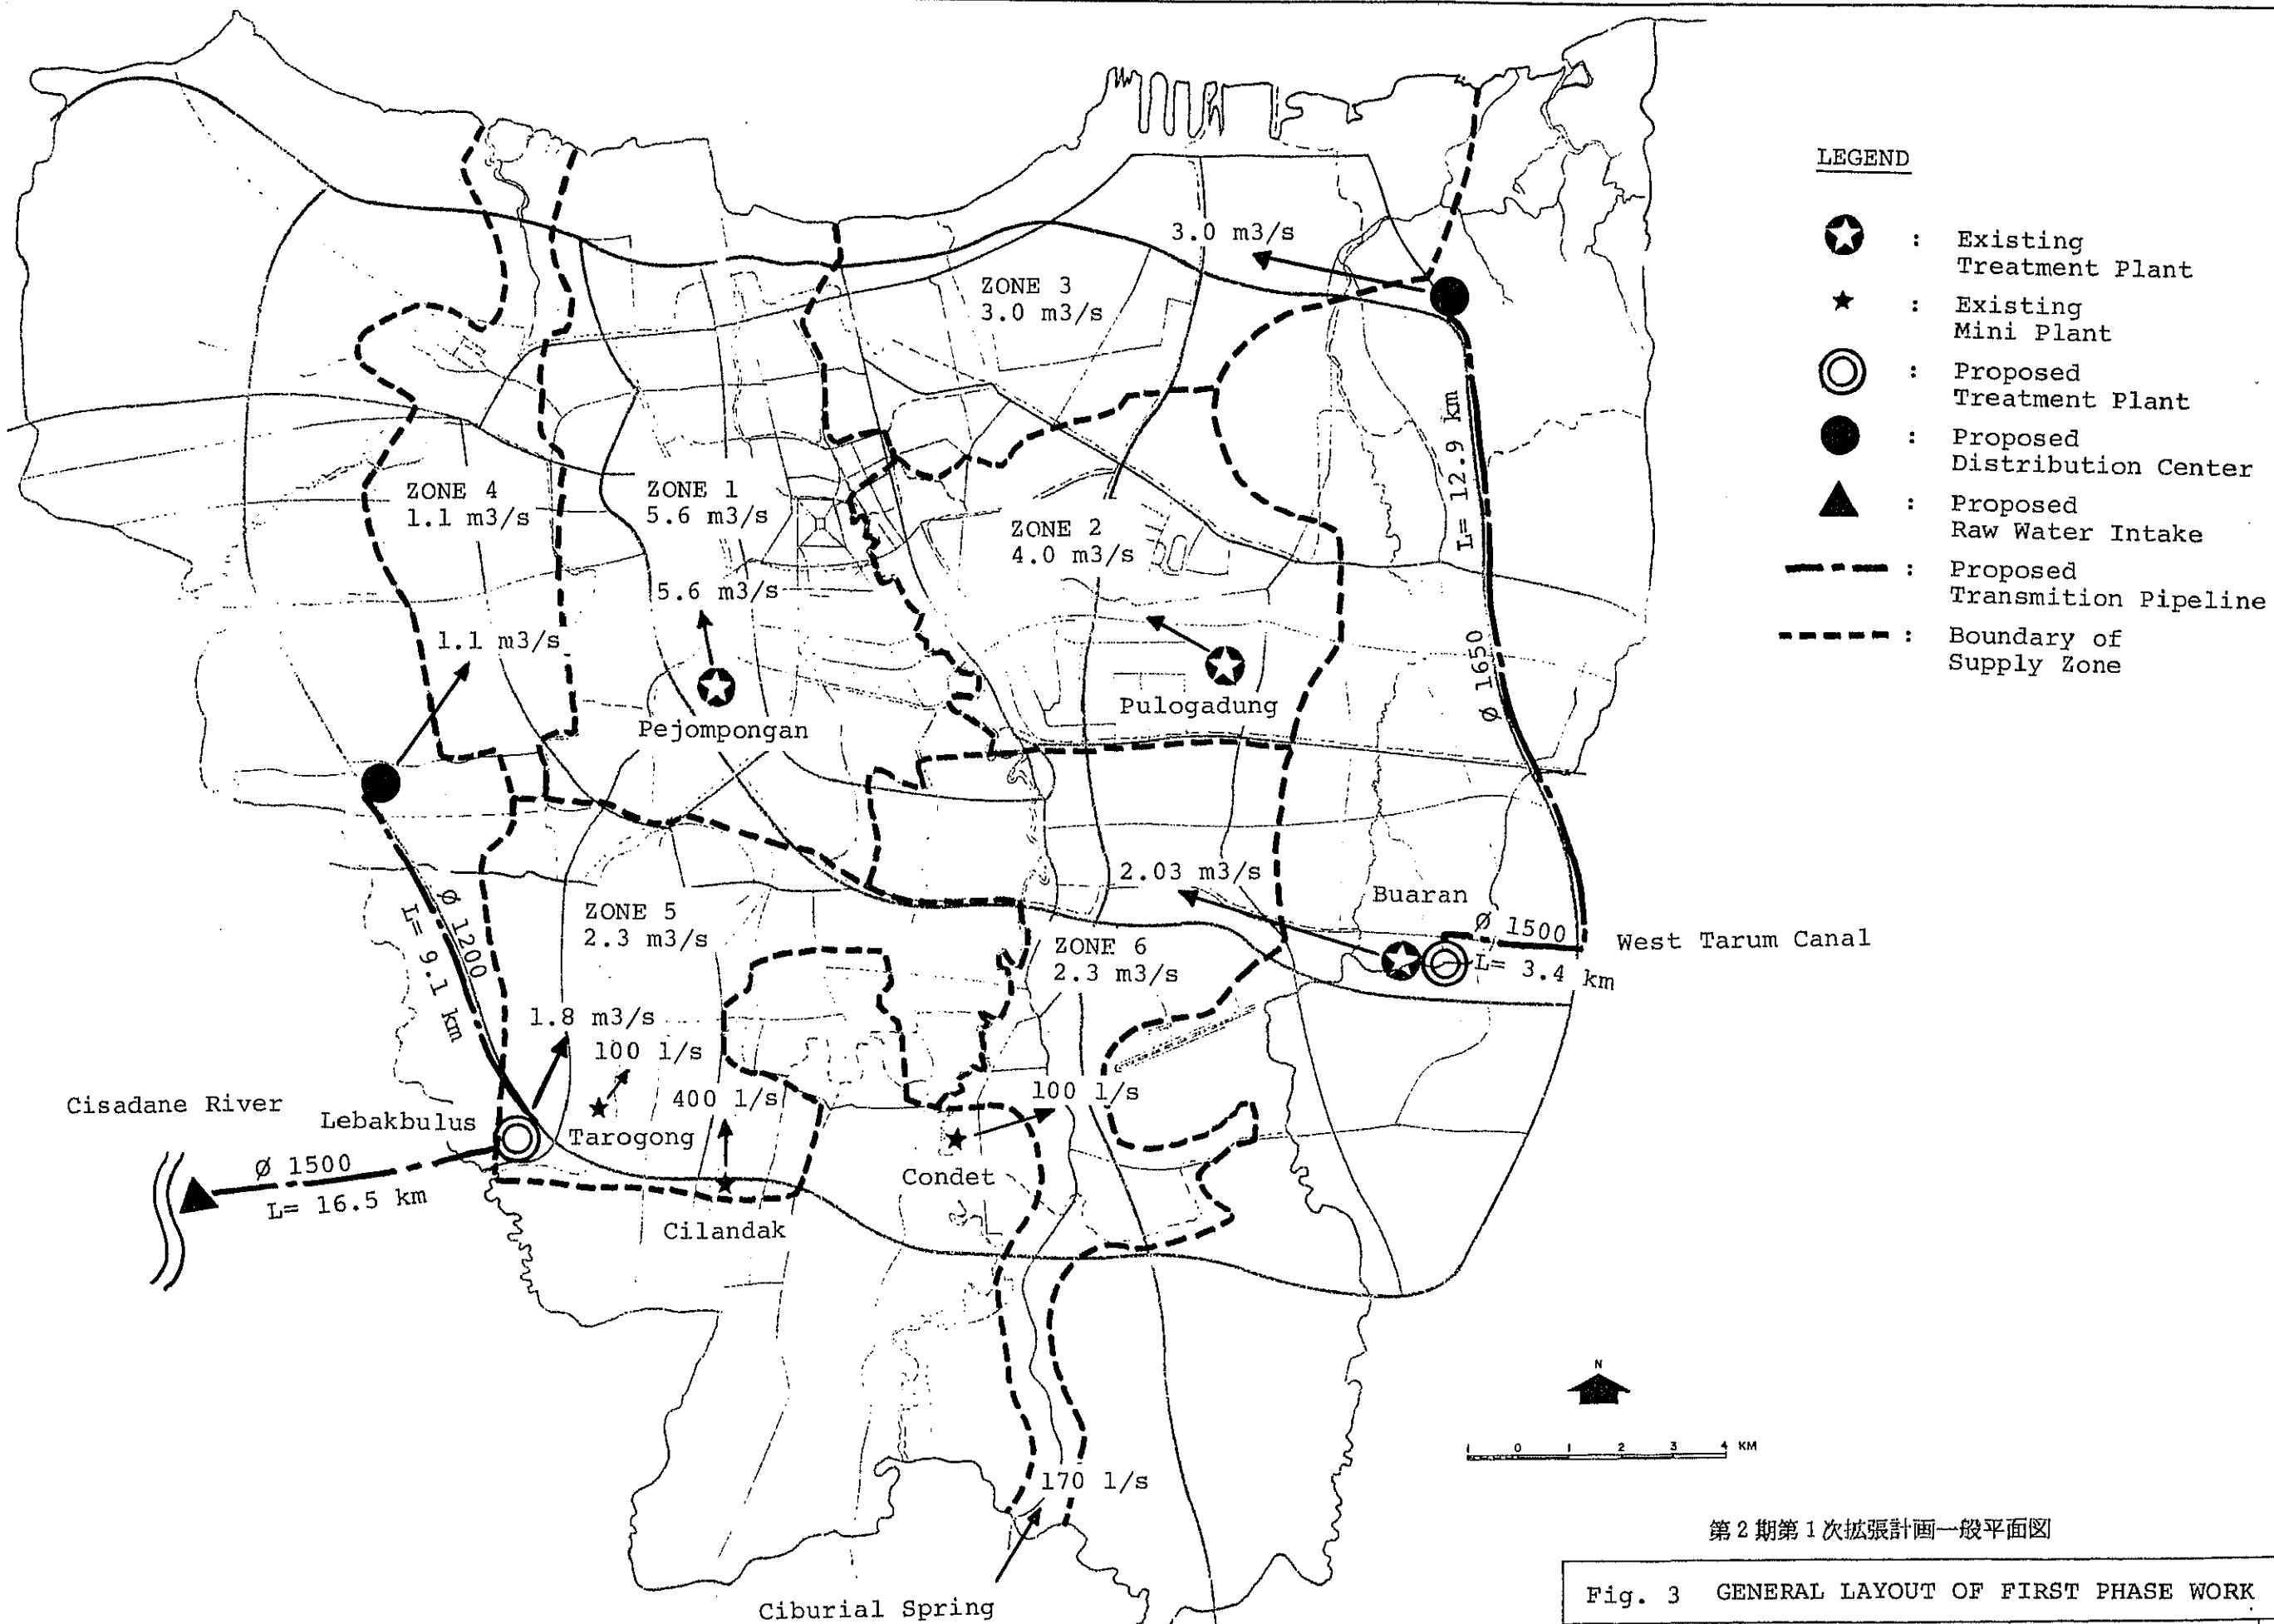 LEGEND
: Existing
Treatment Plant
: Existing
Mini Plant
: Proposed
Treatment Plant
: Proposed
Distribution Center
: Proposed
Raw Water Intake
: Proposed
Transmition Pipeline
: Boundary of
Supply Zone
3.0 m3/s
ZONE 3
3.0 m3/s
L= 12.9 km
ZONE 4
1.1 m3/s
ZONE 1
5.6 m3/s
ZONE 2
4.0 m3/s
5.6 m3/s
1.1 m3/s
Ø 1650
Pulogadung
Pejompongan
2.03 m3/s
Buaran
Ø 1200
L= 9.1 km
ZONE 5
2.3 m3/s
ZONE 6
2.3 m3/s
Ø 1500
L= 3.4 km
West Tarum Canal
1.8 m3/s
100 l/s
400 l/s
100 l/s
Cisadane River
Lebakbulus
Tarogong
Condet
Ø 1500
L= 16.5 km
Cilandak
N
1 0 1 2 3 4 KM
170 l/s
Ciburial Spring
第2期第1次拡張計画一般平面図
Fig. 3 GENERAL LAYOUT OF FIRST PHASE WORK